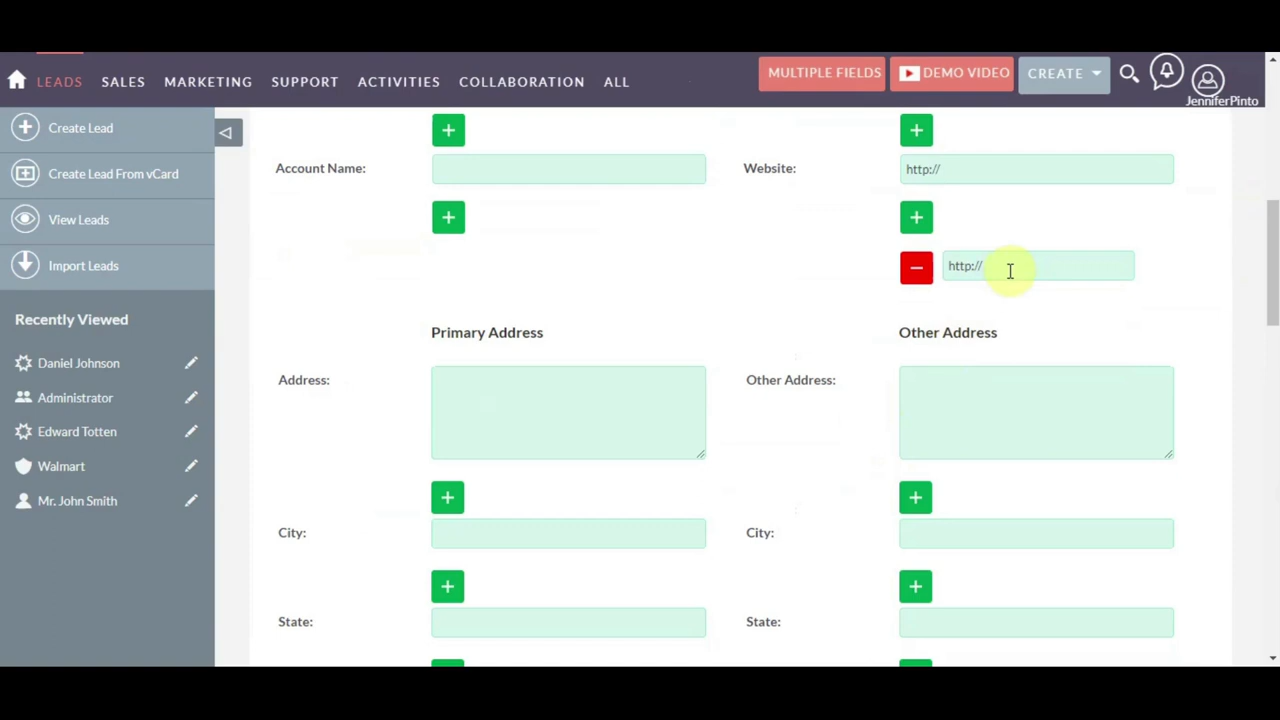 LEADS SALES MARKETING SUPPORT ACTIVITIES COLLABORATION ALL MULTIPLE FIELDS DEMO VIDEO CREATE
JenniferPinto
Create Lead
Create Lead From vCard
View Leads
Import Leads
Recently Viewed
Daniel Johnson
Administrator
Edward Totten
Walmart
Mr. John Smith
Account Name: Website: http://
http://
Primary Address Other Address
Address: Other Address:
City: City:
State: State: